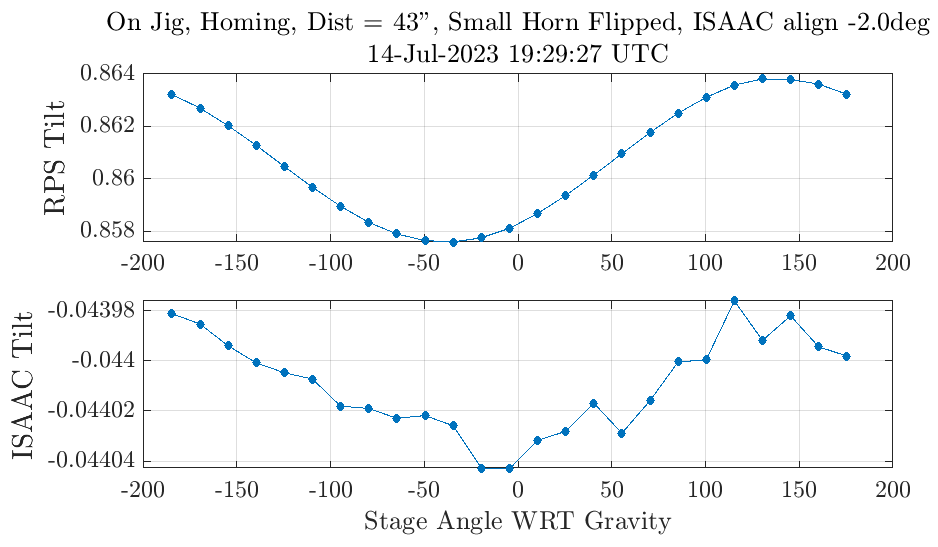 On Jig, Homing, Dist = 43", Small Horn Flipped, ISAAC align -2.0deg
14-Jul-2023 19:29:27 UTC
0.864
0.862
0.86
0.858
RPS Tilt
-200 -150 -100 -50 0 50 100 150 200
-0.04398
-0.044
-0.04402
-0.04404
ISAAC Tilt
-200 -150 -100 -50 0 50 100 150 200
Stage Angle WRT Gravity